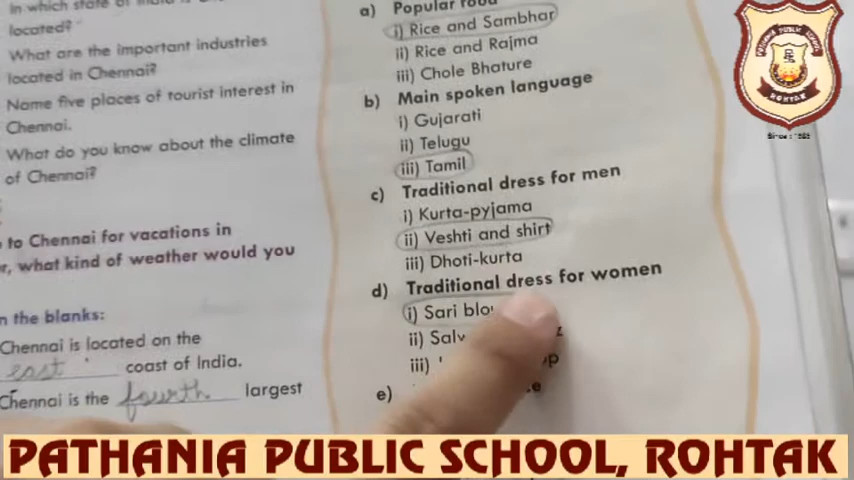 In which state of India is
located?
What are the important industries
located in Chennai?
Name five places of tourist interest in
Chennai.
What do you know about the climate
of Chennai?
to Chennai for vacations in
what kind of weather would you
the blanks:
Chennai is located on the
east coast of India.
Chennai is the fourth largest
a) Popular food
i) Rice and Sambhar
ii) Rice and Rajma
iii) Chole Bhature
b) Main spoken language
i) Gujarati
ii) Telugu
iii) Tamil
c) Traditional dress for men
i) Kurta-pyjama
ii) Veshti and shirt
iii) Dhoti-kurta
d) Traditional dress for women
i) Sari
ii)
iii)
e)
PATHANIA PUBLIC SCHOOL
ROHTAK
PATHANIA PUBLIC SCHOOL, ROHTAK